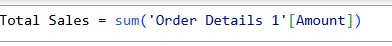 Total Sales = sum('Order Details 1'[Amount])